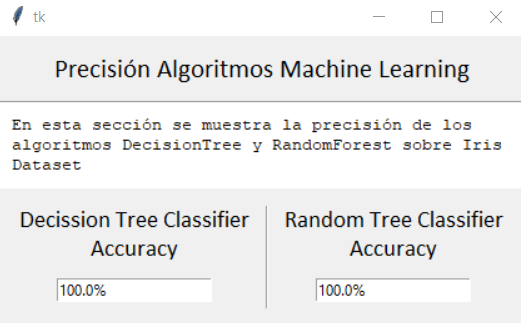 tk
Precisión Algoritmos Machine Learning
En esta sección se muestra la precisión de los
algoritmos DecisionTree y RandomForest sobre Iris
Dataset
Decission Tree Classifier
Accuracy
100.0%
Random Tree Classifier
Accuracy
100.0%